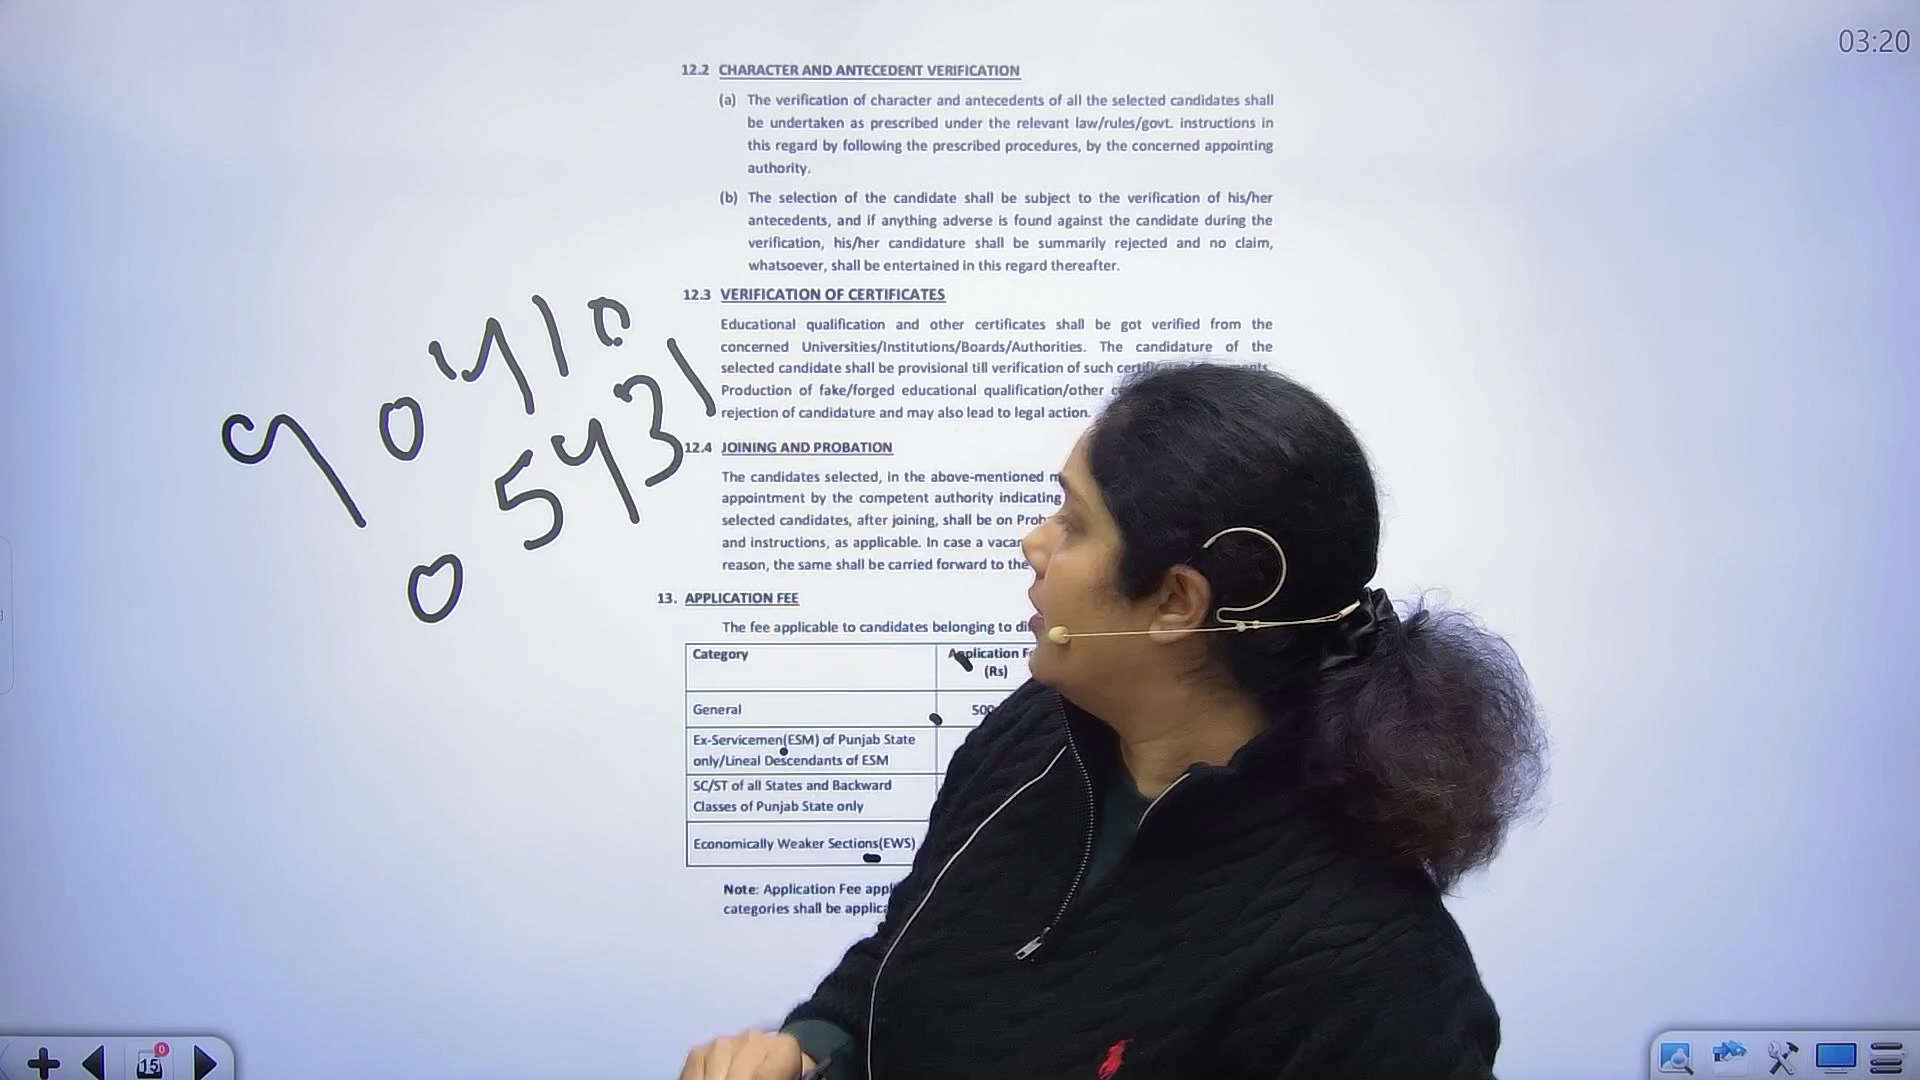 03:20
12.2 CHARACTER AND ANTECEDENT VERIFICATION
(a) The verification of character and antecedents of all the selected candidates shall
be undertaken as prescribed under the relevant law/rules/govt. instructions in
this regard by following the prescribed procedures, by the concerned appointing
authority.
(b) The selection of the candidate shall be subject to the verification of his/her
antecedents, and if anything adverse is found against the candidate during the
verification, his/her candidature shall be summarily rejected and no claim,
whatsoever, shall be entertained in this regard thereafter.
12.3 VERIFICATION OF CERTIFICATES
Educational qualification and other certificates shall be got verified from the
concerned Universities/Institutions/Boards/Authorities. The candidature of the
selected candidate shall be provisional till verification of such
Production of fake/forged educational qualification/other
rejection of candidature and may also lead to legal action.
90410
05431
12.4 JOINING AND PROBATION
The candidates selected, in the above-mentioned
appointment by the competent authority indicating
selected candidates, after joining, shall be on
and instructions, as applicable. In case a
reason, the same shall be carried forward to the
13. APPLICATION FEE
The fee applicable to candidates belonging to
Category Application
(Rs)
General 500
Ex-Servicemen(ESM) of Punjab State
only/Lineal Descendants of ESM
SC/ST of all States and Backward
Classes of Punjab State only
Economically Weaker Sections(EWS)
Note: Application Fee
categories shall be
15
0